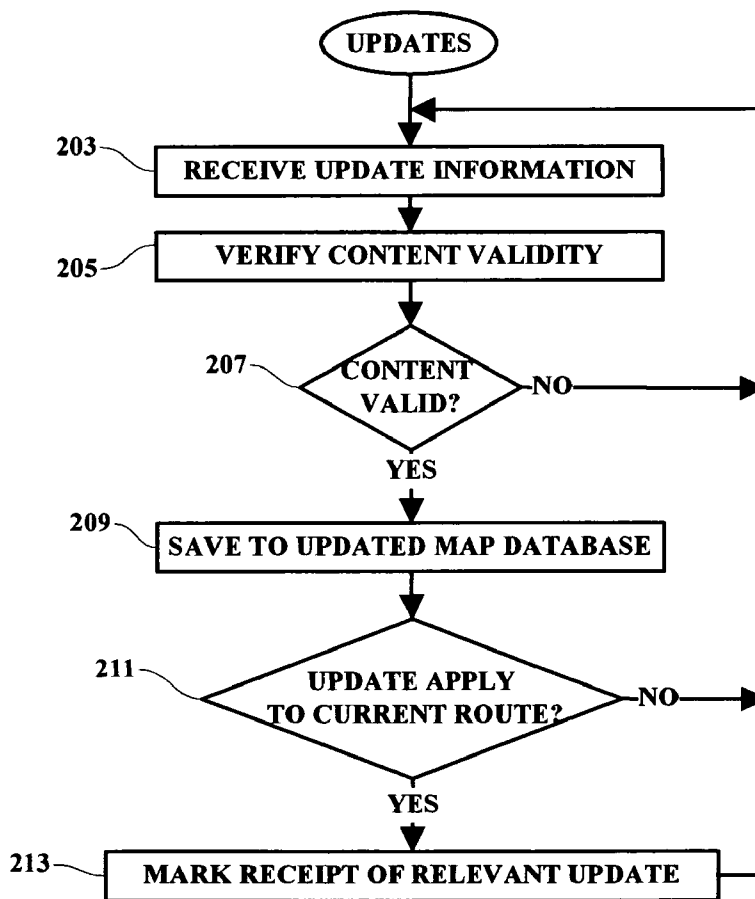 UPDATES
203
RECEIVE UPDATE INFORMATION
205
VERIFY CONTENT VALIDITY
207
CONTENT
VALID?
NO
YES
209
SAVE TO UPDATED MAP DATABASE
211
UPDATE APPLY
TO CURRENT ROUTE?
NO
YES
213
MARK RECEIPT OF RELEVANT UPDATE